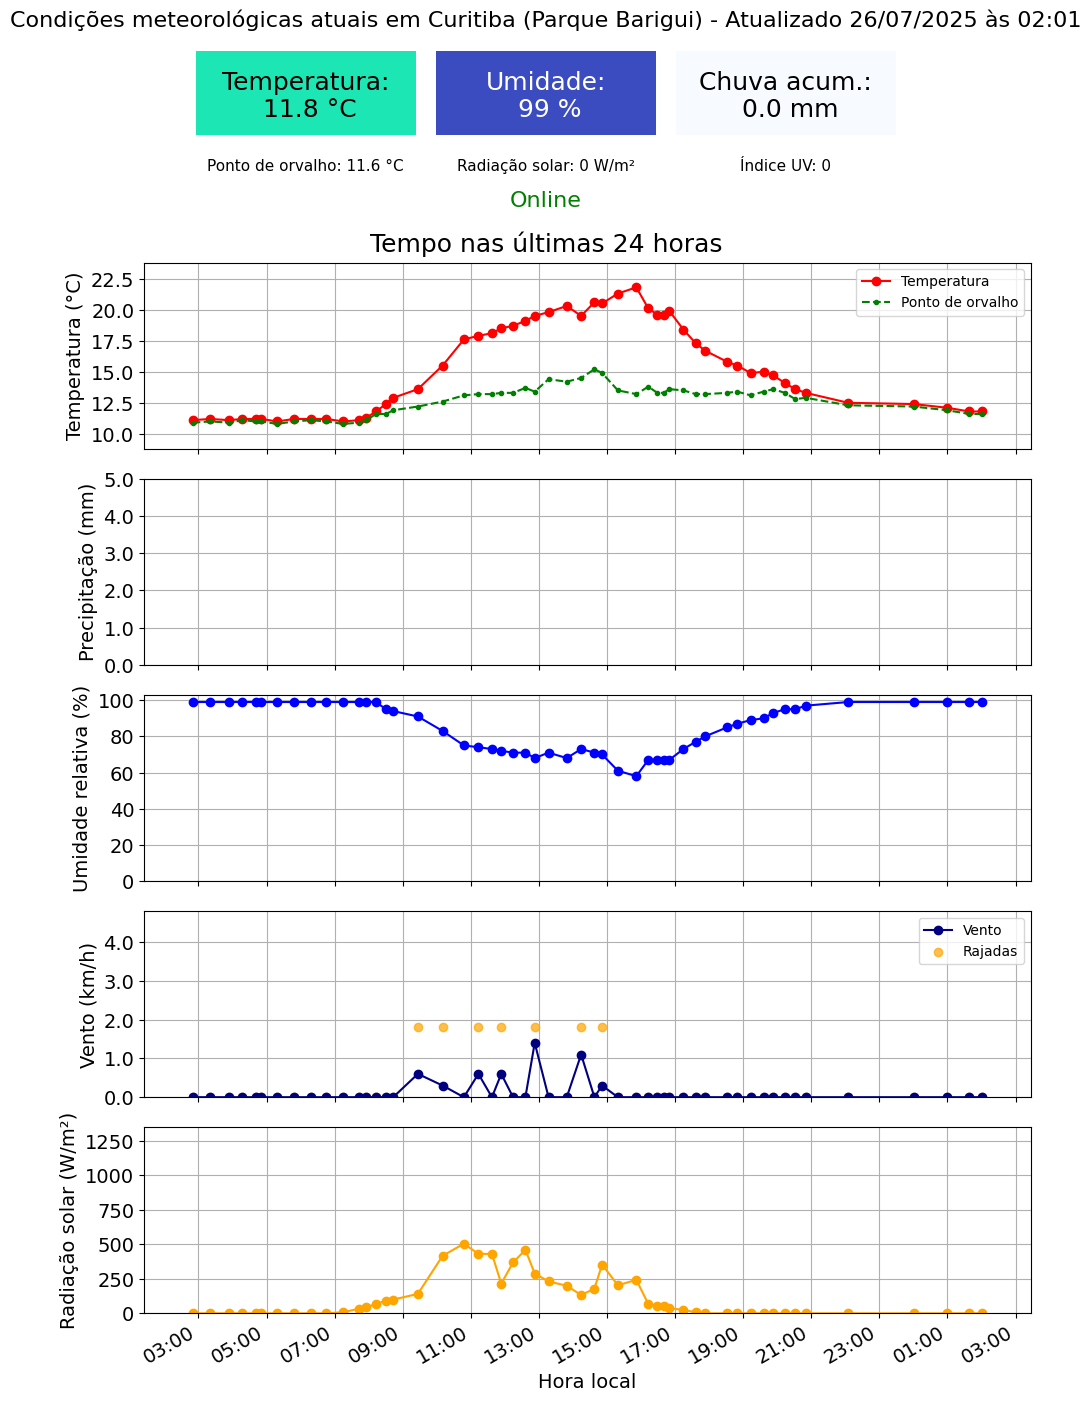 Condições meteorológicas atuais em Curitiba (Parque Barigui) - Atualizado 26/07/2025 às 02:01
Temperatura:
11.8 °C
Umidade:
99 %
Chuva acum.:
0.0 mm
Ponto de orvalho: 11.6 °C
Radiação solar: 0 W/m²
Índice UV: 0
Online
Tempo nas últimas 24 horas
Temperatura (°C)
22.5
20.0
17.5
15.0
12.5
10.0
Temperatura
Ponto de orvalho
Precipitação (mm)
5.0
4.0
3.0
2.0
1.0
0.0
Umidade relativa (%)
100
80
60
40
20
0
Vento (km/h)
4.0
3.0
2.0
1.0
0.0
Vento
Rajadas
Radiação solar (W/m²)
1250
1000
750
500
250
0
03:00
05:00
07:00
09:00
11:00
13:00
15:00
17:00
19:00
21:00
23:00
01:00
03:00
Hora local